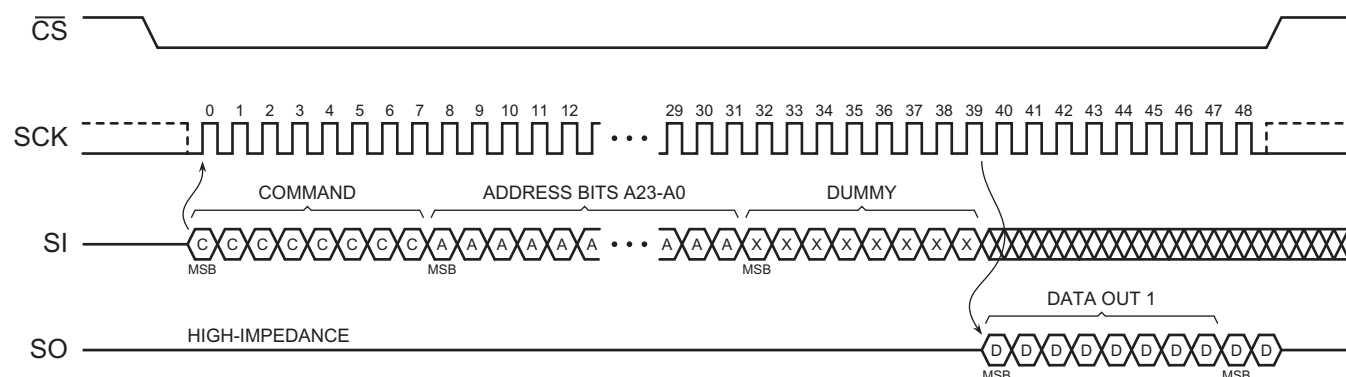 CS
SCK
0 1 2 3 4 5 6 7 8 9 10 11 12 • • • 29 30 31 32 33 34 35 36 37 38 39 40 41 42 43 44 45 46 47 48
COMMAND ADDRESS BITS A23-A0 DUMMY
SI
C C C C C C C C A A A A A A • • • A A A X X X X X X X X
MSB MSB MSB
DATA OUT 1
HIGH-IMPEDANCE
SO
D D D D D D D D D D
MSB MSB